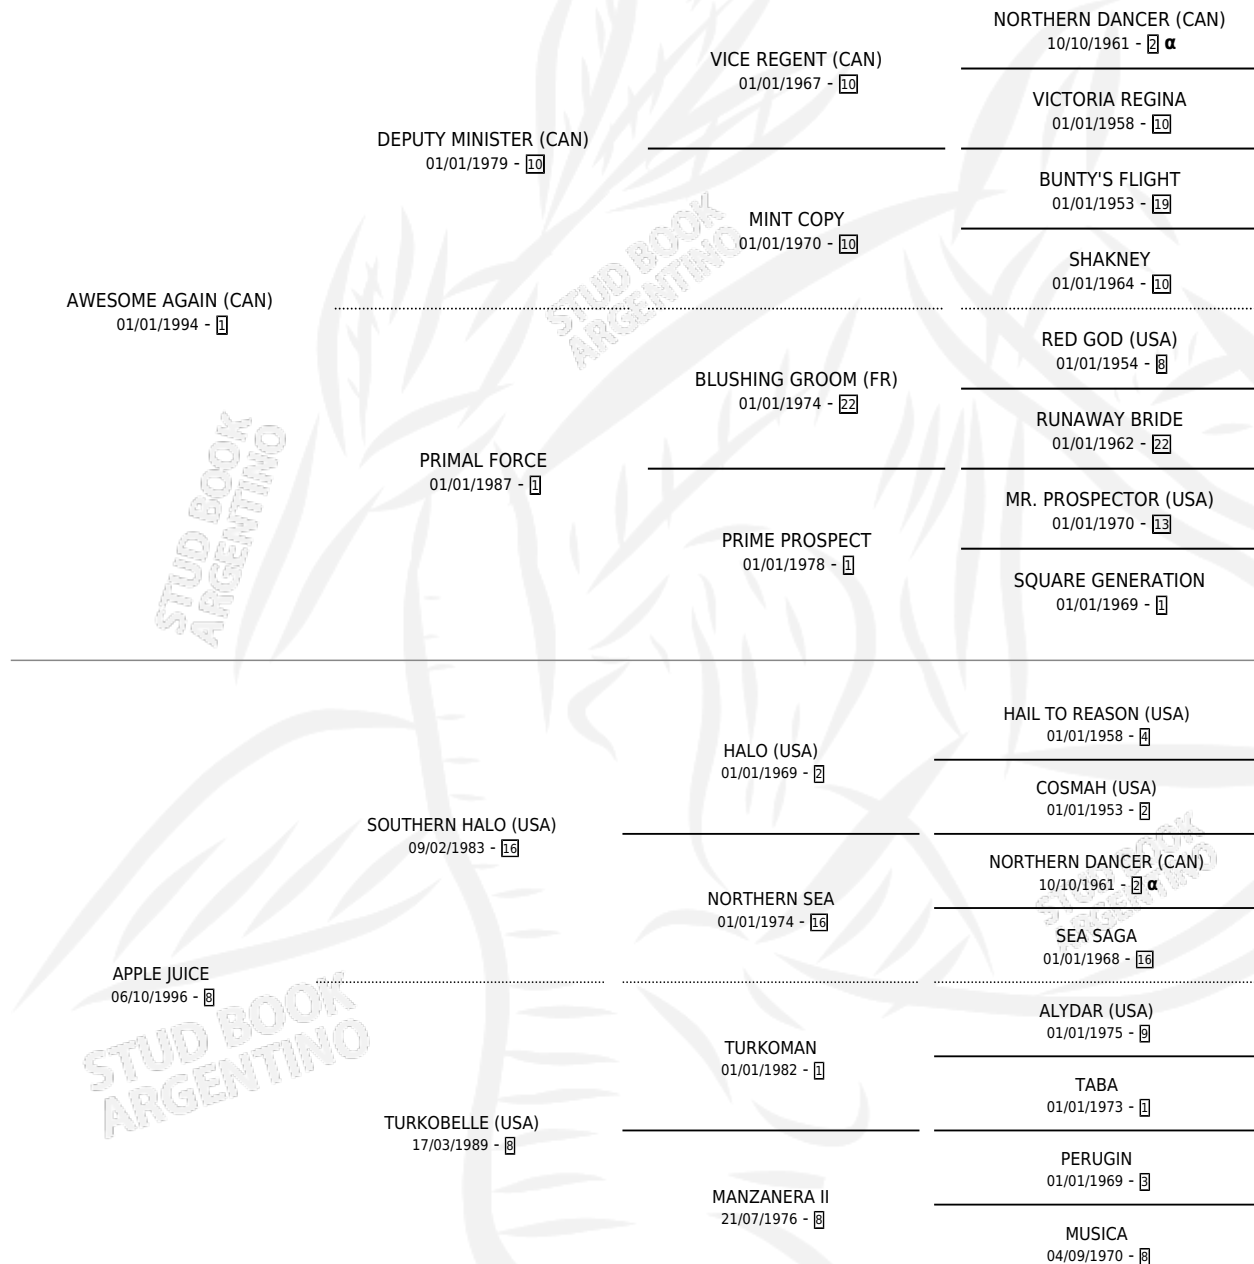 NORTHERN DANCER (CAN)
10/10/1961 - 2 α
VICE REGENT (CAN)
01/01/1967 - 10
VICTORIA REGINA
01/01/1958 - 10
DEPUTY MINISTER (CAN)
01/01/1979 - 10
BUNTY'S FLIGHT
01/01/1953 - 19
MINT COPY
01/01/1970 - 10
SHAKNEY
01/01/1964 - 10
STUD BOOK
ARGENTINO
AWESOME AGAIN (CAN)
01/01/1994 - 1
RED GOD (USA)
01/01/1954 - 8
BLUSHING GROOM (FR)
01/01/1974 - 22
RUNAWAY BRIDE
01/01/1962 - 22
PRIMAL FORCE
01/01/1987 - 1
MR. PROSPECTOR (USA)
01/01/1970 - 13
PRIME PROSPECT
01/01/1978 - 1
SQUARE GENERATION
01/01/1969 - 1
STUD BOOK
ARGENTINO
HAIL TO REASON (USA)
01/01/1958 - 4
HALO (USA)
01/01/1969 - 2
COSMAH (USA)
01/01/1953 - 2
SOUTHERN HALO (USA)
09/02/1983 - 16
NORTHERN DANCER (CAN)
10/10/1961 - 2 α
NORTHERN SEA
01/01/1974 - 16
SEA SAGA
01/01/1968 - 16
STUD BOOK
ARGENTINO
APPLE JUICE
06/10/1996 - 8
ALYDAR (USA)
01/01/1975 - 9
TURKOMAN
01/01/1982 - 1
TABA
01/01/1973 - 1
STUD BOOK
ARGENTINO
TURKOBELLE (USA)
17/03/1989 - 8
PERUGIN
01/01/1969 - 3
MANZANERA II
21/07/1976 - 8
MUSICA
04/09/1970 - 8